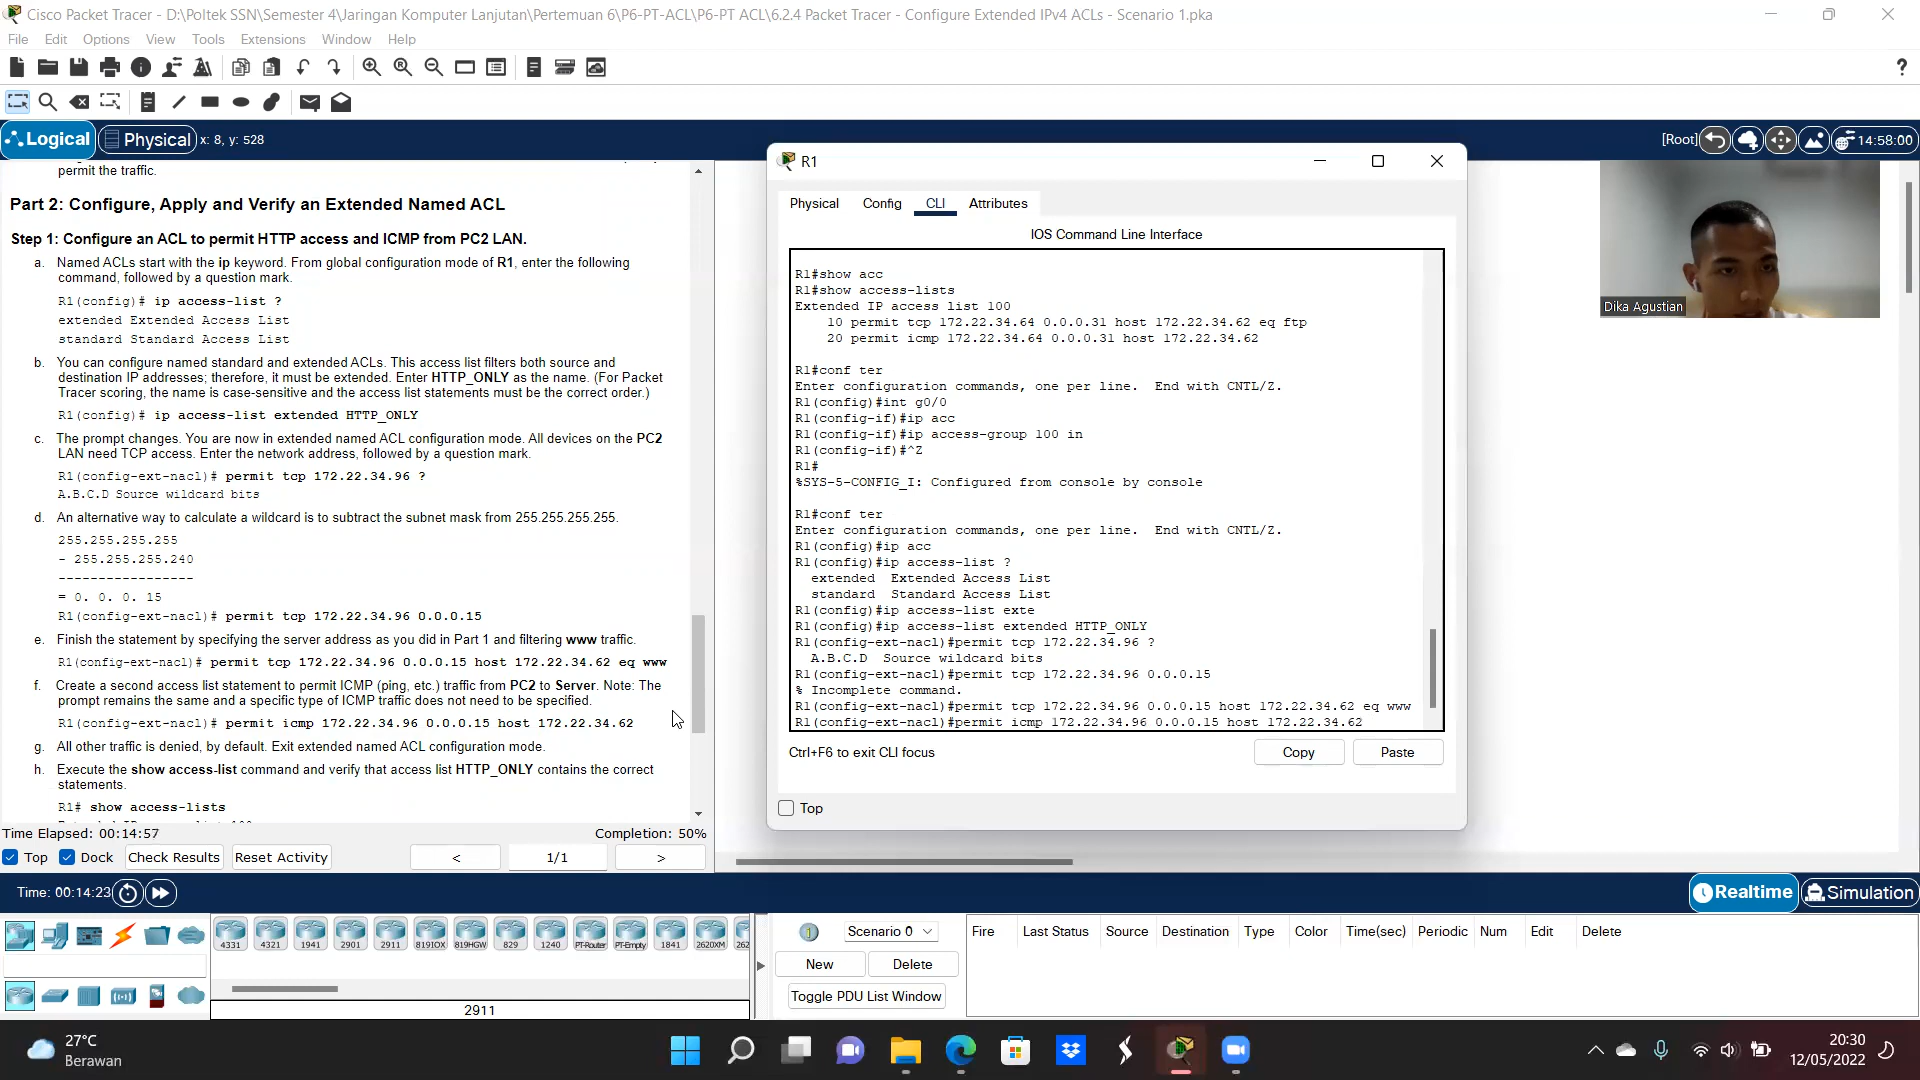 Cisco Packet Tracer - D:\Poltek SSN\Semester 4\Jaringan Komputer Lanjutan\Pertemuan 6\P6-PT-ACL\P6-PT ACL\6.2.4 Packet Tracer - Configure Extended IPv4 ACLs - Scenario 1.pka
File Edit Options View Tools Extensions Window Help
Logical Physical x: 8, y: 528
[Root] 14:58:00
permit the traffic.
Part 2: Configure, Apply and Verify an Extended Named ACL
Step 1: Configure an ACL to permit HTTP access and ICMP from PC2 LAN.
a. Named ACLs start with the ip keyword. From global configuration mode of R1, enter the following
command, followed by a question mark.
R1(config)# ip access-list ?
extended Extended Access List
standard Standard Access List
b. You can configure named standard and extended ACLs. This access list filters both source and
destination IP addresses; therefore, it must be extended. Enter HTTP_ONLY as the name. (For Packet
Tracer scoring, the name is case-sensitive and the access list statements must be the correct order.)
R1(config)# ip access-list extended HTTP_ONLY
c. The prompt changes. You are now in extended named ACL configuration mode. All devices on the PC2
LAN need TCP access. Enter the network address, followed by a question mark.
R1(config-ext-nacl)# permit tcp 172.22.34.96 ?
A.B.C.D Source wildcard bits
d. An alternative way to calculate a wildcard is to subtract the subnet mask from 255.255.255.255.
255.255.255.255
- 255.255.255.240
-----------------
= 0. 0. 0. 15
R1(config-ext-nacl)# permit tcp 172.22.34.96 0.0.0.15
e. Finish the statement by specifying the server address as you did in Part 1 and filtering www traffic.
R1(config-ext-nacl)# permit tcp 172.22.34.96 0.0.0.15 host 172.22.34.62 eq www
f. Create a second access list statement to permit ICMP (ping, etc.) traffic from PC2 to Server. Note: The
prompt remains the same and a specific type of ICMP traffic does not need to be specified.
R1(config-ext-nacl)# permit icmp 172.22.34.96 0.0.0.15 host 172.22.34.62
g. All other traffic is denied, by default. Exit extended named ACL configuration mode.
h. Execute the show access-list command and verify that access list HTTP_ONLY contains the correct
statements.
R1# show access-lists
Time Elapsed: 00:14:57 Completion: 50%
Top Dock Check Results Reset Activity < 1/1 >
R1
Physical Config CLI Attributes
IOS Command Line Interface
R1#show acc
R1#show access-lists
Extended IP access list 100
10 permit tcp 172.22.34.64 0.0.0.31 host 172.22.34.62 eq ftp
20 permit icmp 172.22.34.64 0.0.0.31 host 172.22.34.62
R1#conf ter
Enter configuration commands, one per line. End with CNTL/Z.
R1(config)#int g0/0
R1(config-if)#ip acc
R1(config-if)#ip access-group 100 in
R1(config-if)#^Z
R1#
%SYS-5-CONFIG_I: Configured from console by console
R1#conf ter
Enter configuration commands, one per line. End with CNTL/Z.
R1(config)#ip acc
R1(config)#ip access-list ?
extended Extended Access List
standard Standard Access List
R1(config)#ip access-list exte
R1(config)#ip access-list extended HTTP_ONLY
R1(config-ext-nacl)#permit tcp 172.22.34.96 ?
A.B.C.D Source wildcard bits
R1(config-ext-nacl)#permit tcp 172.22.34.96 0.0.0.15
% Incomplete command.
R1(config-ext-nacl)#permit tcp 172.22.34.96 0.0.0.15 host 172.22.34.62 eq www
R1(config-ext-nacl)#permit icmp 172.22.34.96 0.0.0.15 host 172.22.34.62
Ctrl+F6 to exit CLI focus Copy Paste
Top
Dika Agustian
Time: 00:14:23
Realtime Simulation
4331 4321 1941 2901 2911 819IOX 819HGW 829 1240 PT-Router PT-Empty 1841 2620XM 262
2911
Scenario 0
New Delete
Toggle PDU List Window
Fire Last Status Source Destination Type Color Time(sec) Periodic Num Edit Delete
27°C
Berawan
20:30
12/05/2022